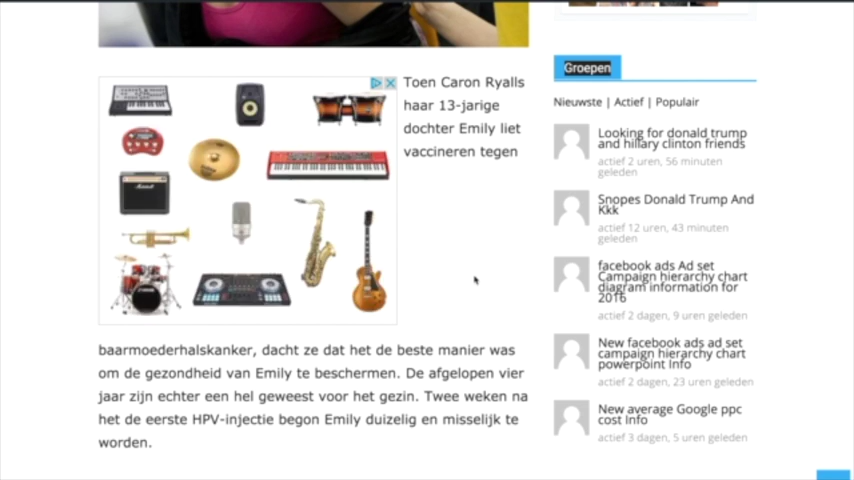 Toen Caron Ryalls
haar 13-jarige
dochter Emily liet
vaccineren tegen
baarmoederhalskanker, dacht ze dat het de beste manier was
om de gezondheid van Emily te beschermen. De afgelopen vier
jaar zijn echter een hel geweest voor het gezin. Twee weken na
het de eerste HPV-injectie begon Emily duizelig en misselijk te
worden.
Groepen
Nieuwste | Actief | Populair
Looking for donald trump
and hillary clinton friends
actief 2 uren, 56 minuten
geleden
Snopes Donald Trump And
Kkk
actief 12 uren, 43 minuten
geleden
facebook ads Ad set
Campaign hierarchy chart
diagram information for
2016
actief 2 dagen, 9 uren geleden
New facebook ads ad set
campaign hierarchy chart
powerpoint Info
actief 2 dagen, 23 uren geleden
New average Google ppc
cost Info
actief 3 dagen, 5 uren geleden